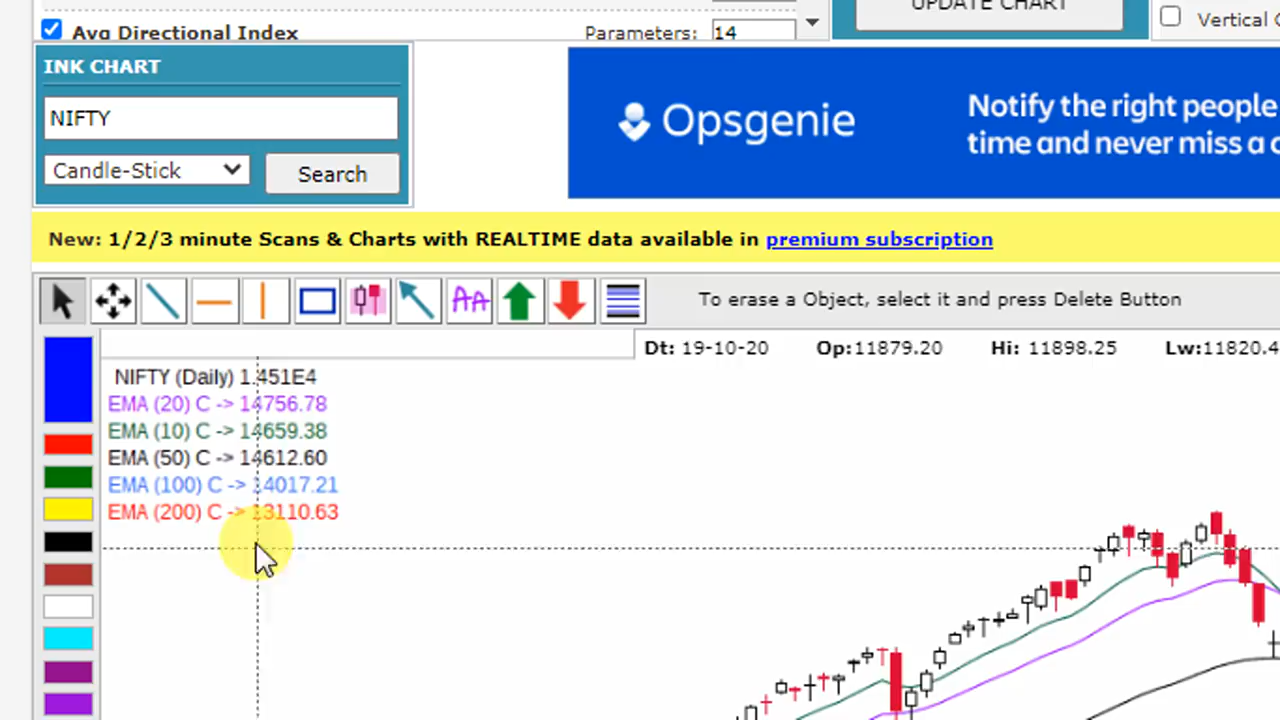 UPDATE CHART
Vertical
Avg Directional Index
Parameters: 14
INK CHART
NIFTY
Candle-Stick
Search
Opsgenie
Notify the right people
time and never miss a
New: 1/2/3 minute Scans & Charts with REALTIME data available in premium subscription
AA
To erase a Object, select it and press Delete Button
Dt: 19-10-20 Op:11879.20 Hi: 11898.25 Lw:11820.4
NIFTY (Daily) 1.451E4
EMA (20) C -> 14756.78
EMA (10) C -> 14659.38
EMA (50) C -> 14612.60
EMA (100) C -> 14017.21
EMA (200) C -> 13110.63